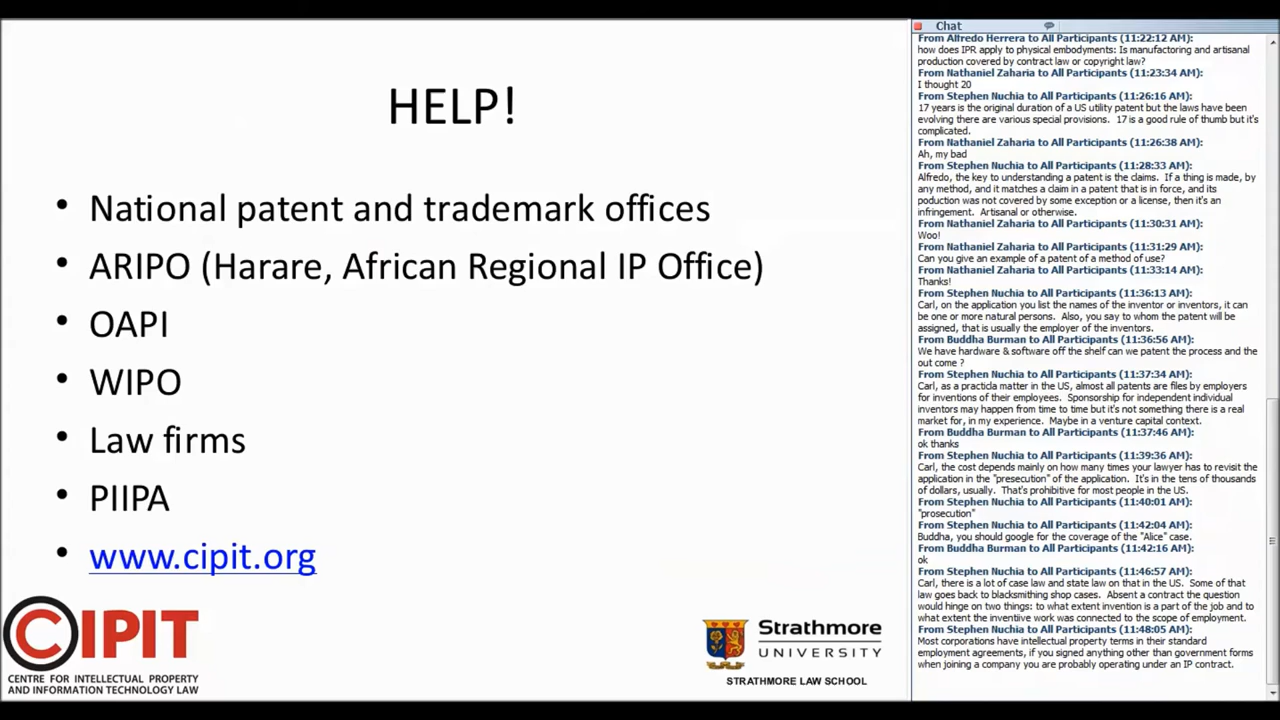 HELP!
• National patent and trademark offices
• ARIPO (Harare, African Regional IP Office)
• OAPI
• WIPO
• Law firms
• PIIPA
• www.cipit.org
CIPIT
CENTRE FOR INTELLECTUAL PROPERTY
AND INFORMATION TECHNOLOGY LAW
Strathmore
UNIVERSITY
STRATHMORE LAW SCHOOL
Chat
From Alfredo Herrera to All Participants (11:22:12 AM):
how does IPR apply to physical embodyments: Is manufacturing and artisanal
production covered by contract law or copyright law?
From Nathaniel Zaharia to All Participants (11:23:34 AM):
I thought 20
From Stephen Nuchia to All Participants (11:26:16 AM):
17 years is the original duration of a US utility patent but the laws have been
evolving there are various special provisions. 17 is a good rule of thumb but it's
complicated.
From Nathaniel Zaharia to All Participants (11:26:38 AM):
Ah, my bad
From Stephen Nuchia to All Participants (11:28:33 AM):
Alfredo, the key to understanding a patent is the claims. If a thing is made, by
any method, and it matches a claim in a patent that is in force, and its
poduction was not covered by some exception or a license, then it's an
infringement. Artisanal or otherwise.
From Nathaniel Zaharia to All Participants (11:30:31 AM):
Woo!
From Nathaniel Zaharia to All Participants (11:31:29 AM):
Can you give an example of a patent of a method of use?
From Nathaniel Zaharia to All Participants (11:33:14 AM):
Thanks!
From Stephen Nuchia to All Participants (11:36:13 AM):
Carl, on the application you list the names of the inventor or inventors, it can
be one or more natural persons. Also, you say to whom the patent will be
assigned, that is usually the employer of the inventors.
From Buddha Burman to All Participants (11:36:56 AM):
We have hardware & software off the shelf can we patent the process and the
out come ?
From Stephen Nuchia to All Participants (11:37:34 AM):
Carl, as a practicla matter in the US, almost all patents are files by employers
for inventions of their employees. Sponsorship for independent individual
inventors may happen from time to time but it's not something there is a real
market for, in my experience. Maybe in a venture capital context.
From Buddha Burman to All Participants (11:37:46 AM):
ok thanks
From Stephen Nuchia to All Participants (11:39:36 AM):
Carl, the cost depends mainly on how many times your lawyer has to revisit the
application in the "presecution" of the application. It's in the tens of thousands
of dollars, usually. That's prohibitive for most people in the US.
From Stephen Nuchia to All Participants (11:40:01 AM):
"prosecution"
From Stephen Nuchia to All Participants (11:42:04 AM):
Buddha, you should google for the coverage of the "Alice" case.
From Buddha Burman to All Participants (11:42:16 AM):
ok
From Stephen Nuchia to All Participants (11:46:57 AM):
Carl, there is a lot of case law and state law on that in the US. Some of that
law goes back to blacksmithing shop cases. Absent a contract the question
would hinge on two things: to what extent invention is a part of the job and to
what extent the inventive work was connected to the scope of employment.
From Stephen Nuchia to All Participants (11:48:05 AM):
Most corporations have intellectual property terms in their standard
employment agreements, if you signed anything other than government forms
when joining a company you are probably operating under an IP contract.